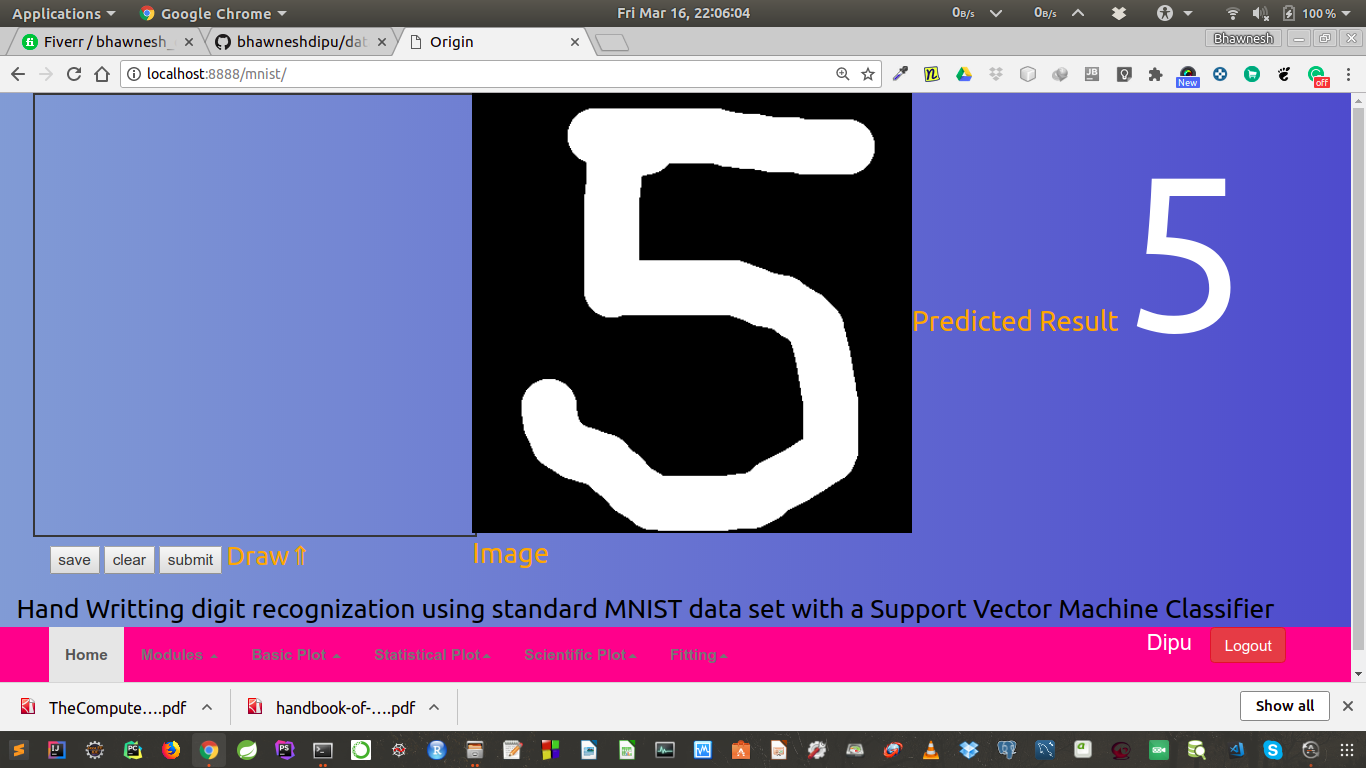 Applications Google Chrome Fri Mar 16, 22:06:04 0B/s 0B/s 100 %
Fiverr / bhawnesh_ bhawneshdipu/dat Origin Bhawnesh
localhost:8888/mnist/ JB New off
5
5
Predicted Result
save clear submit Draw⇑ Image
Hand Writting digit recognization using standard MNIST data set with a Support Vector Machine Classifier
Home Modules Basic Plot Statistical Plot Scientific Plot Fitting Dipu Logout
TheCompute….pdf handbook-of-….pdf Show all